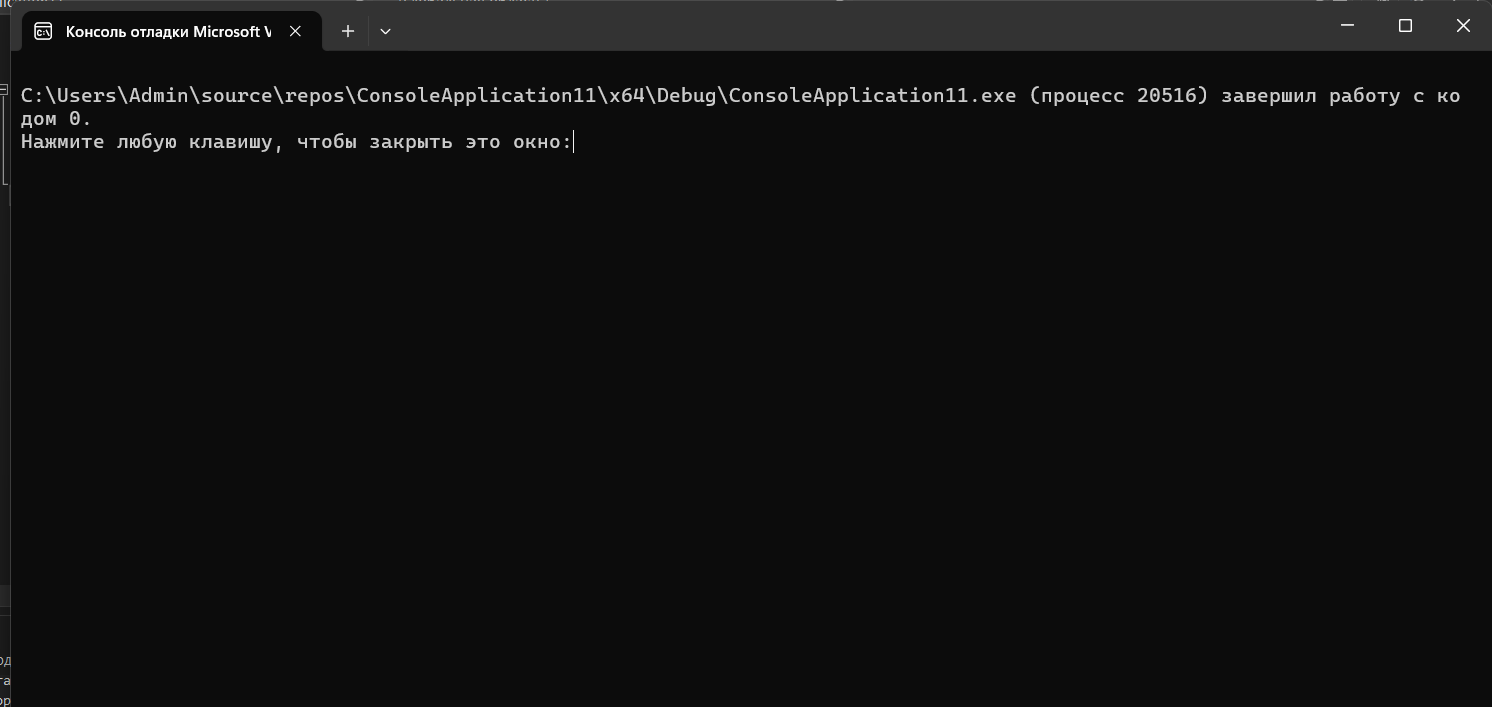 Консоль отладки Microsoft V
C:\Users\Admin\source\repos\ConsoleApplication11\x64\Debug\ConsoleApplication11.exe (процесс 20516) завершил работу с ко
дом 0.
Нажмите любую клавишу, чтобы закрыть это окно: